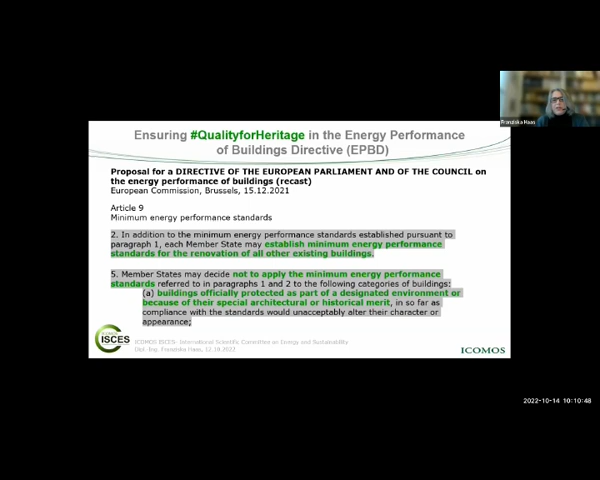 Franziska Haas
Ensuring #QualityforHeritage in the Energy Performance
of Buildings Directive (EPBD)
Proposal for a DIRECTIVE OF THE EUROPEAN PARLIAMENT AND OF THE COUNCIL on
the energy performance of buildings (recast)
European Commission, Brussels, 15.12.2021
Article 9
Minimum energy performance standards
2. In addition to the minimum energy performance standards established pursuant to
paragraph 1, each Member State may establish minimum energy performance
standards for the renovation of all other existing buildings.
5. Member States may decide not to apply the minimum energy performance
standards referred to in paragraphs 1 and 2 to the following categories of buildings:
(a) buildings officially protected as part of a designated environment or
because of their special architectural or historical merit, in so far as
compliance with the standards would unacceptably alter their character or
appearance;
ISCES
ICOMOS ISCES- International Scientific Committee on Energy and Sustainability
Dipl.-Ing. Franziska Haas, 12.10.2022
ICOMOS
2022-10-14 10:10:48